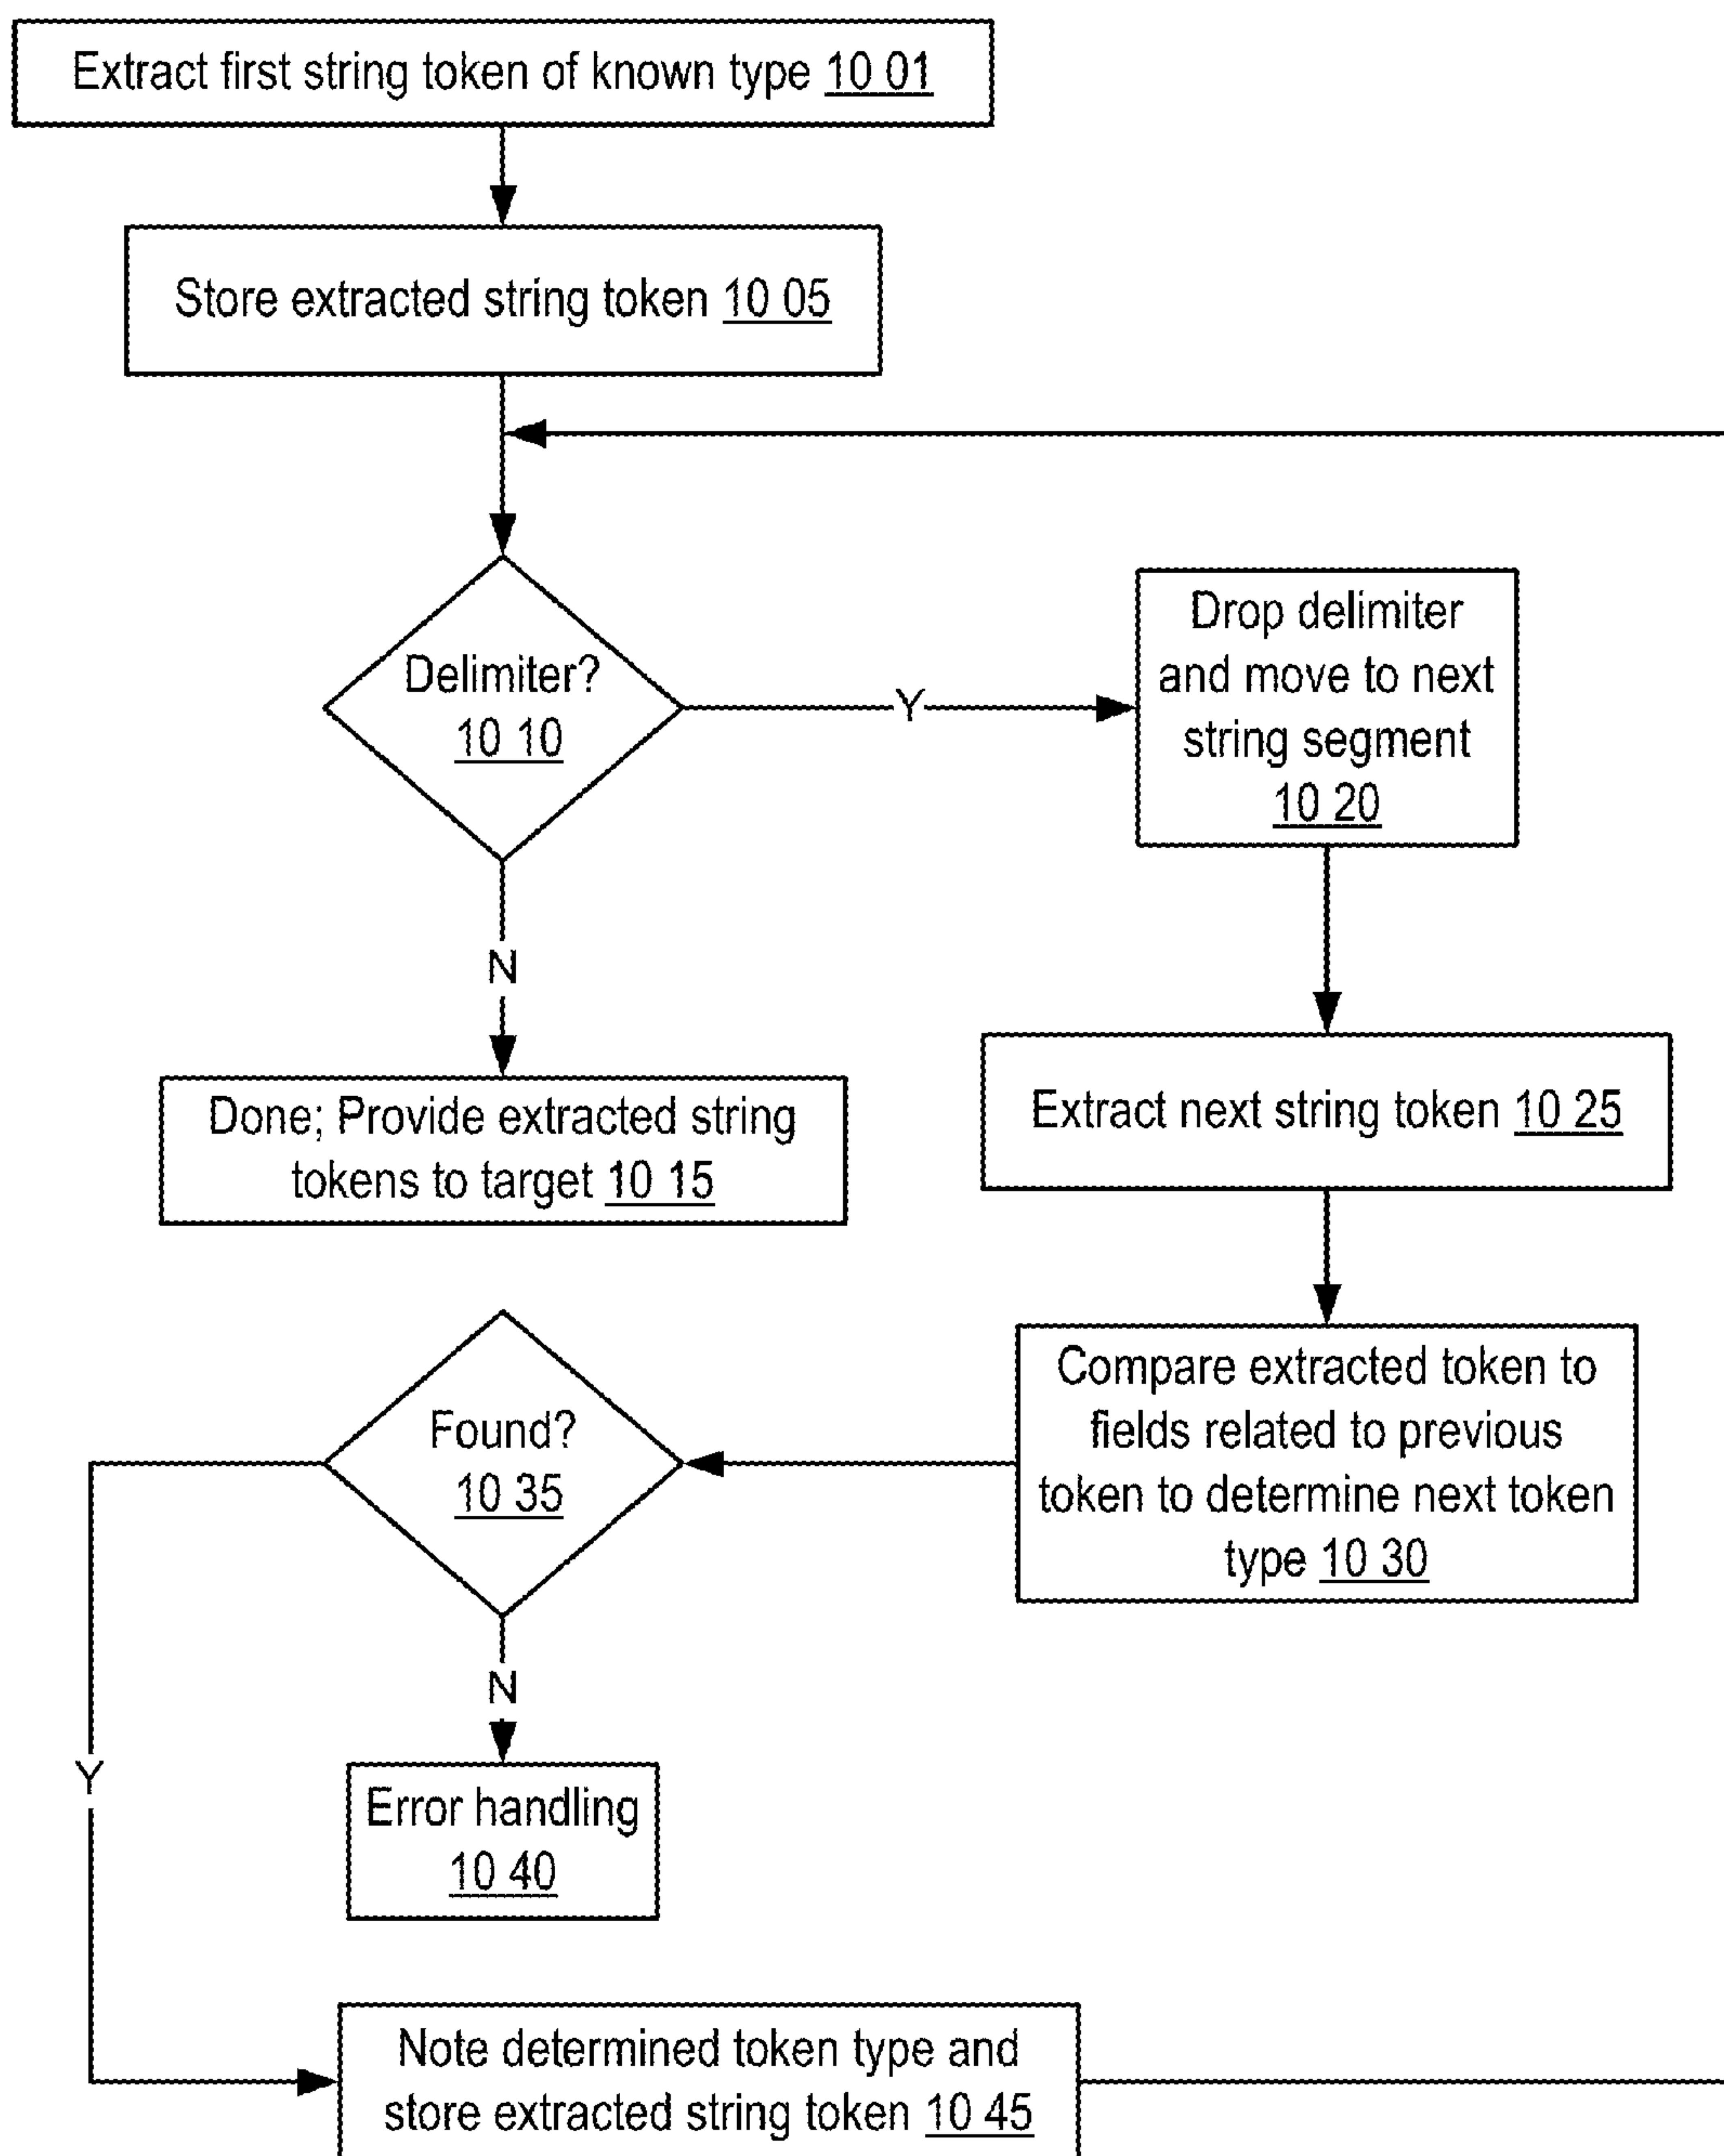 Extract first string token of known type 10 01
Store extracted string token 10 05
Delimiter?
10 10
Y
Drop delimiter
and move to next
string segment
10 20
N
Done; Provide extracted string
tokens to target 10 15
Extract next string token 10 25
Compare extracted token to
fields related to previous
token to determine next token
type 10 30
Found?
10 35
N
Y
Error handling
10 40
Note determined token type and
store extracted string token 10 45